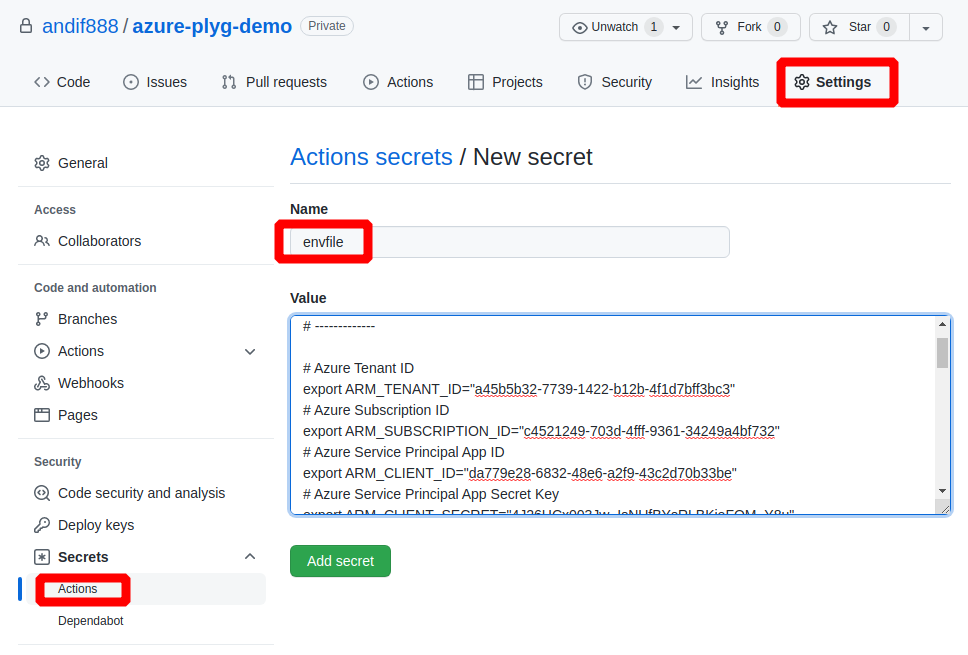 andif888 / azure-plyg-demo Private Unwatch 1 Fork 0 Star 0
Code Issues Pull requests Actions Projects Security Insights Settings
General
Access
Collaborators
Code and automation
Branches
Actions
Webhooks
Pages
Security
Code security and analysis
Deploy keys
Secrets
Actions
Dependabot
Actions secrets / New secret
Name
envfile
Value
# -------------
# Azure Tenant ID
export ARM_TENANT_ID="a45b5b32-7739-1422-b12b-4f1d7bff3bc3"
# Azure Subscription ID
export ARM_SUBSCRIPTION_ID="c4521249-703d-4fff-9361-34249a4bf732"
# Azure Service Principal App ID
export ARM_CLIENT_ID="da779e28-6832-48e6-a2f9-43c2d70b33be"
# Azure Service Principal App Secret Key
export
Add secret